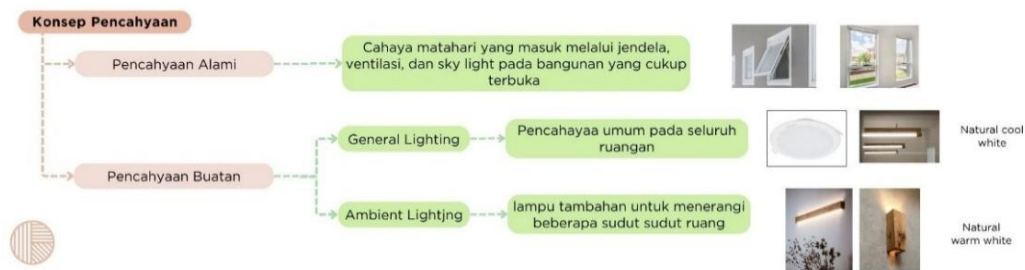 Konsep Pencahyaan
Pencahyaan Alami
Cahaya matahari yang masuk melalui jendela,
ventilasi, dan sky light pada bangunan yang cukup
terbuka
Pencahyaan Buatan
General Lighting
Pencahayaa umum pada seluruh
ruangan
Natural cool
white
Ambient Lightjng
lampu tambahan untuk menerangi
beberapa sudut sudut ruang
Natural
warm white